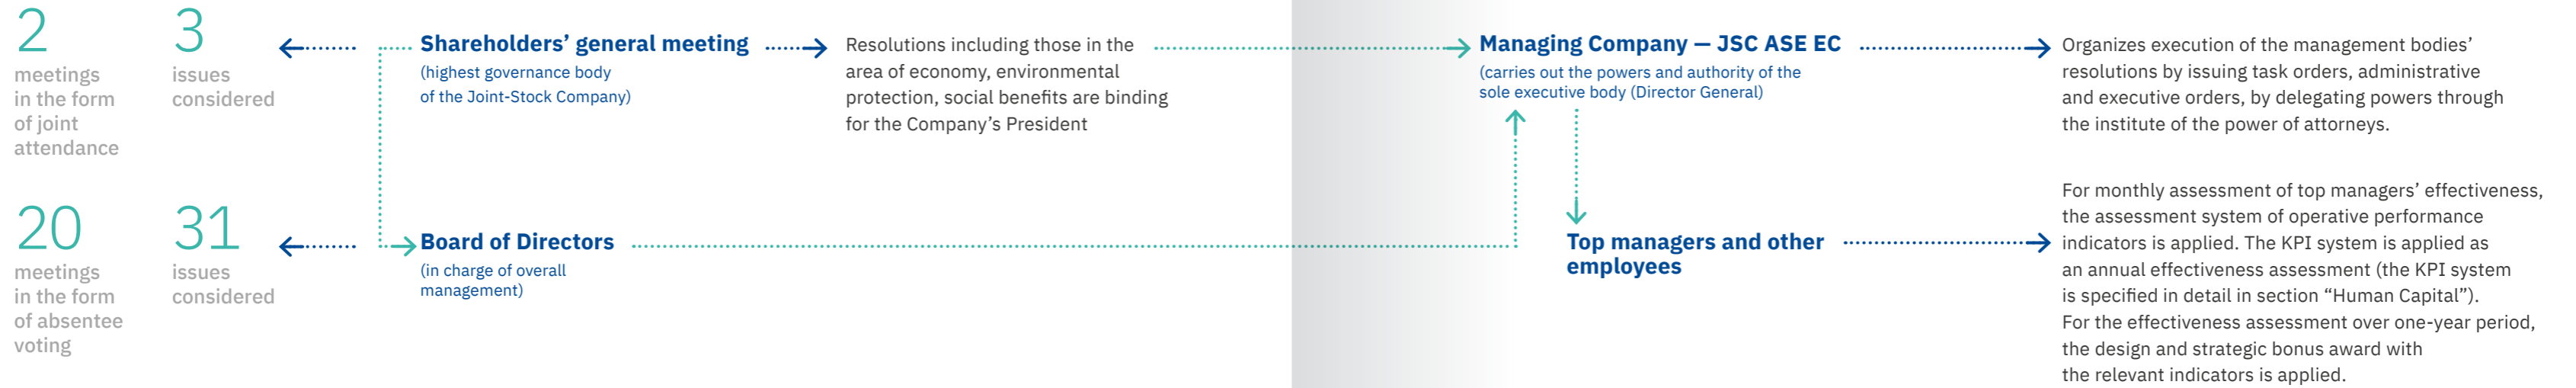 2
meetings
in the form
of joint
attendance
3
issues
considered
Shareholders’ general meeting
(highest governance body
of the Joint-Stock Company)
Resolutions including those in the
area of economy, environmental
protection, social benefits are binding
for the Company’s President
Managing Company — JSC ASE EC
(carries out the powers and authority of the
sole executive body (Director General)
Organizes execution of the management bodies’
resolutions by issuing task orders, administrative
and executive orders, by delegating powers through
the institute of the power of attorneys.
20
meetings
in the form
of absentee
voting
31
issues
considered
Board of Directors
(in charge of overall
management)
Top managers and other
employees
For monthly assessment of top managers’ effectiveness,
the assessment system of operative performance
indicators is applied. The KPI system is applied as
an annual effectiveness assessment (the KPI system
is specified in detail in section “Human Capital”).
For the effectiveness assessment over one-year period,
the design and strategic bonus award with
the relevant indicators is applied.